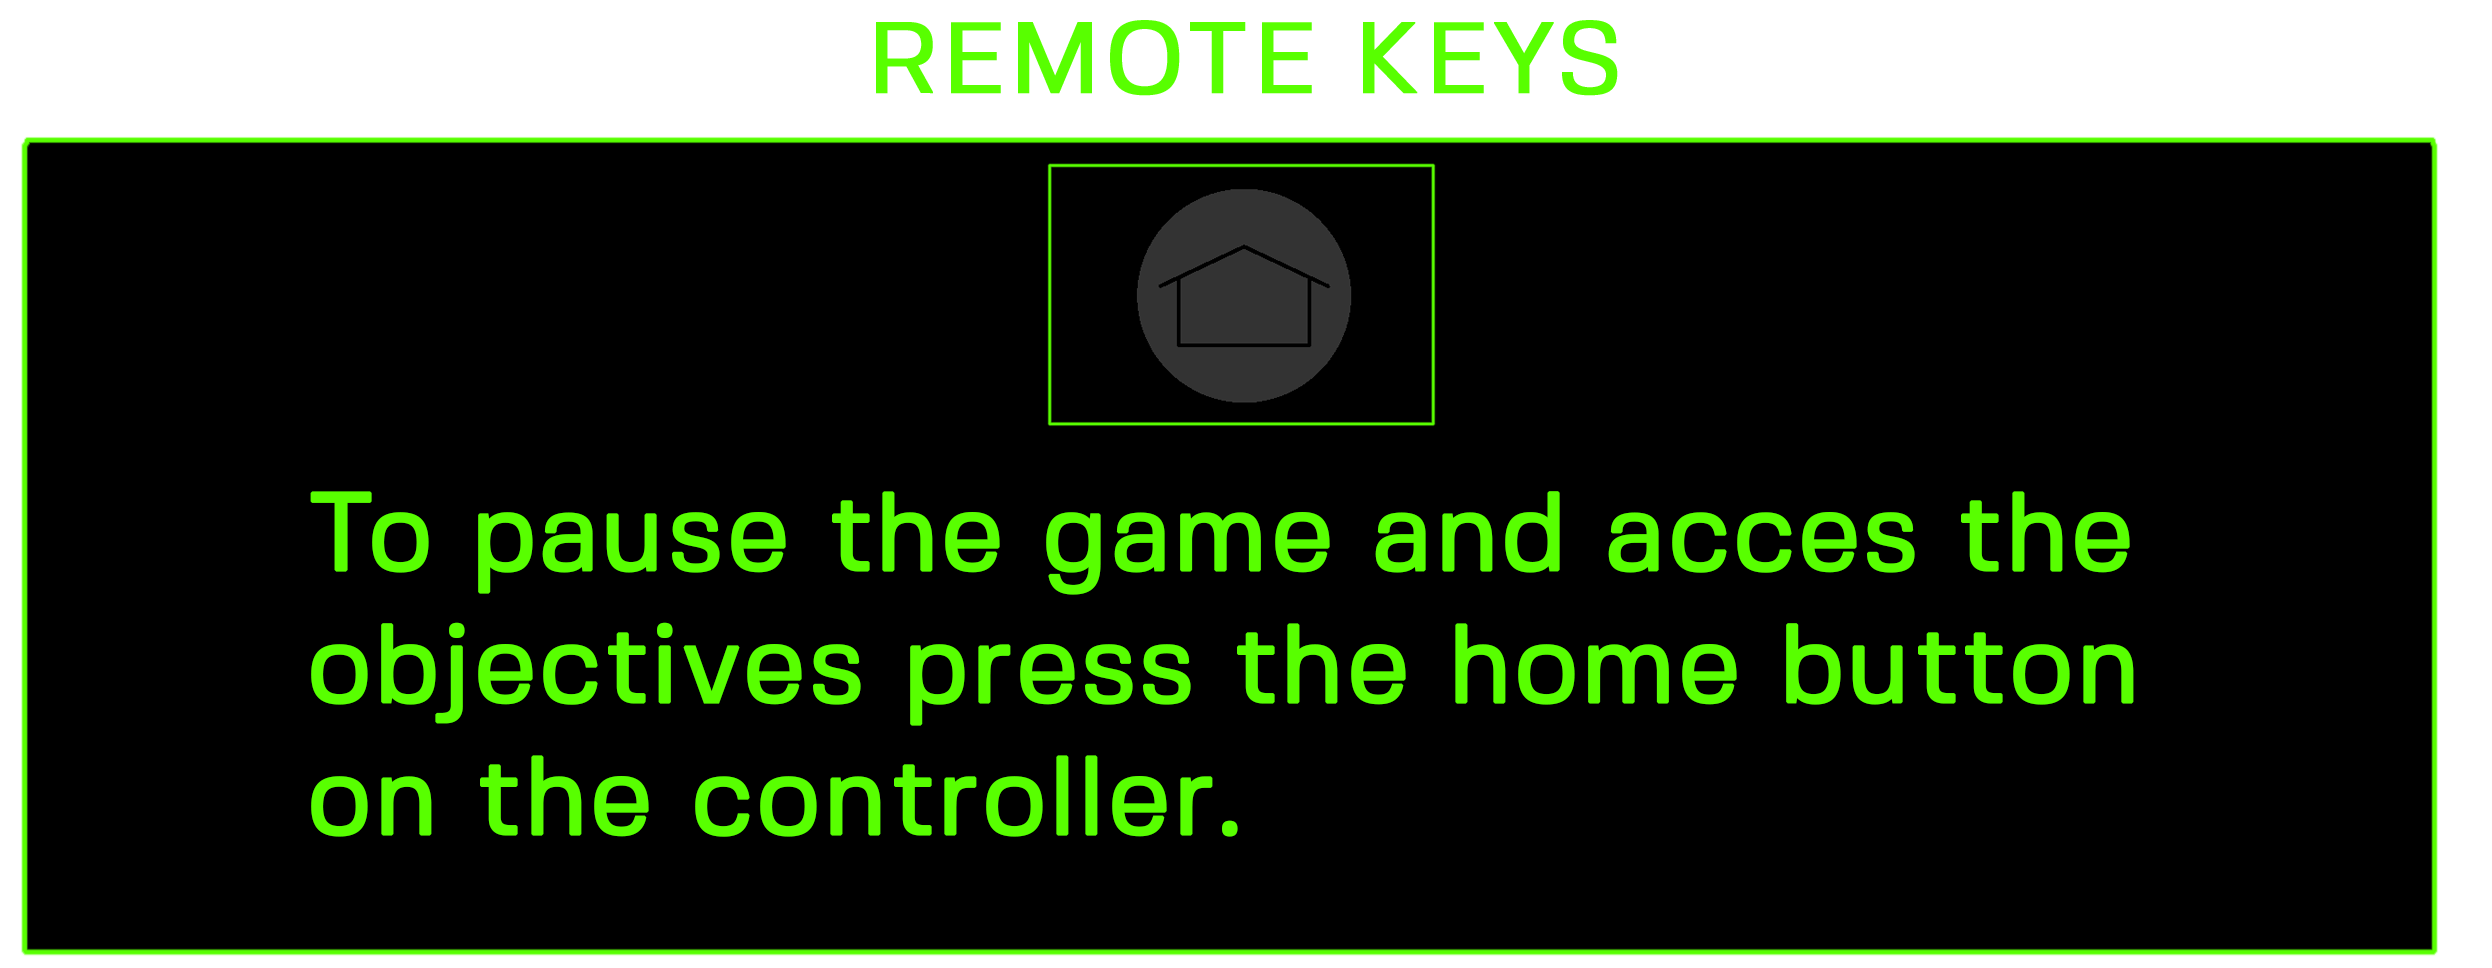 REMOTE KEYS
To pause the game and acces the
objectives press the home button
on the controller.